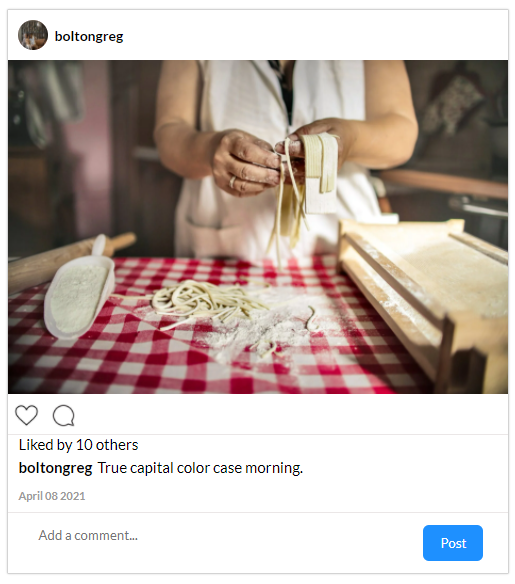 boltongreg
Liked by 10 others
boltongreg True capital color case morning.
April 08 2021
Add a comment...
Post